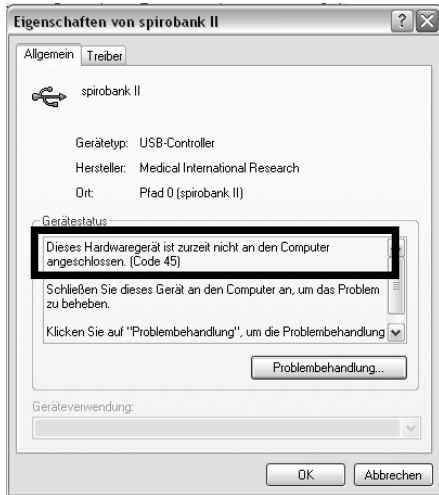 Eigenschaften von spirobank II
Allgemein Treiber
spirobank II
Gerätetyp: USB-Controller
Hersteller: Medical International Research
Ort: Pfad 0 (spirobank II)
Gerätestatus
Dieses Hardwaregerät ist zurzeit nicht an den Computer
angeschlossen. (Code 45)
Schließen Sie dieses Gerät an den Computer an, um das Problem
zu beheben.
Klicken Sie auf "Problembehandlung", um die Problembehandlung
Problembehandlung...
Geräteverwendung:
OK Abbrechen